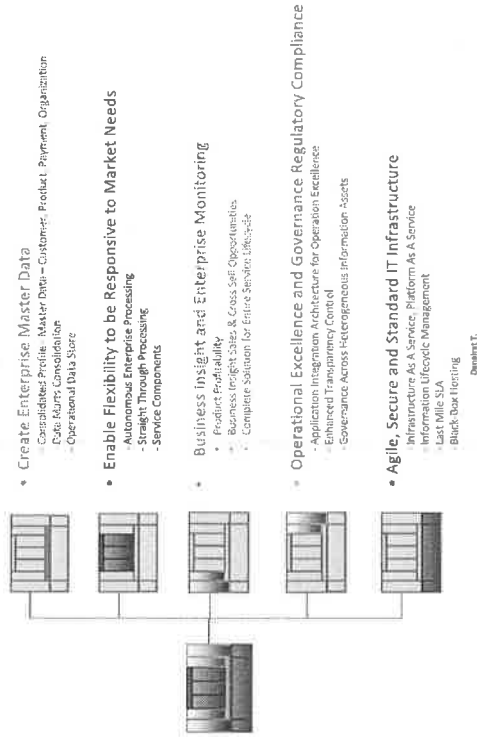 • Create Enterprise Master Data
- Consolidated Profile - Master Data – Customer, Product, Payment, Organization
- Data Marts Consolidation
- Operational Data Store
• Enable Flexibility to be Responsive to Market Needs
- Autonomous Enterprise Processing
- Straight Through Processing
- Service Components
• Business Insight and Enterprise Monitoring
• Product Profitability
• Business Insight Sales & Cross Sell Opportunities
• Complete Solution for Entire Service Lifecycle
• Operational Excellence and Governance Regulatory Compliance
- Application Integration Architecture for Operation Excellence
- Enhanced Transparency Control
- Governance Across Heterogeneous Information Assets
• Agile, Secure and Standard IT Infrastructure
- Infrastructure As A Service, Platform As A Service
- Information Lifecycle Management
- Last Mile SLA
- Black-Box Hosting